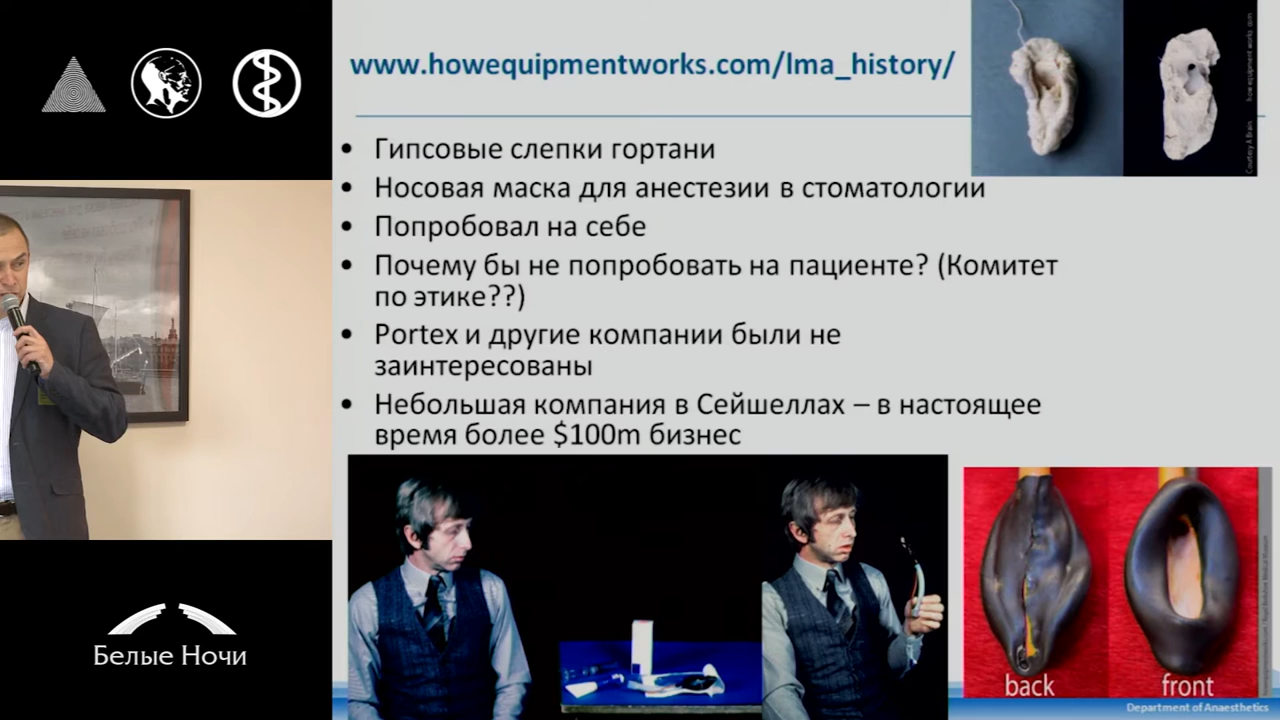 www.howequipmentworks.com/lma_history/
• Гипсовые слепки гортани
• Носовая маска для анестезии в стоматологии
• Попробовал на себе
• Почему бы не попробовать на пациенте? (Комитет
по этике??)
• Portex и другие компании были не
заинтересованы
• Небольшая компания в Сейшеллах – в настоящее
время более $100m бизнес
back
front
Department of Anaesthetics
Белые Ночи